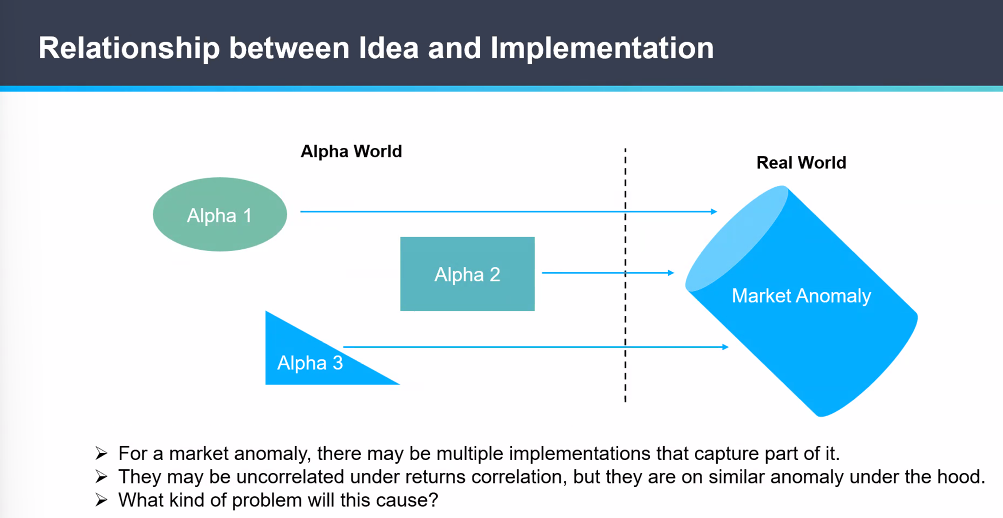 Relationship between Idea and Implementation
Alpha World
Real World
Alpha 1
Alpha 2
Market Anomaly
Alpha 3
➢ For a market anomaly, there may be multiple implementations that capture part of it.
➢ They may be uncorrelated under returns correlation, but they are on similar anomaly under the hood.
➢ What kind of problem will this cause?